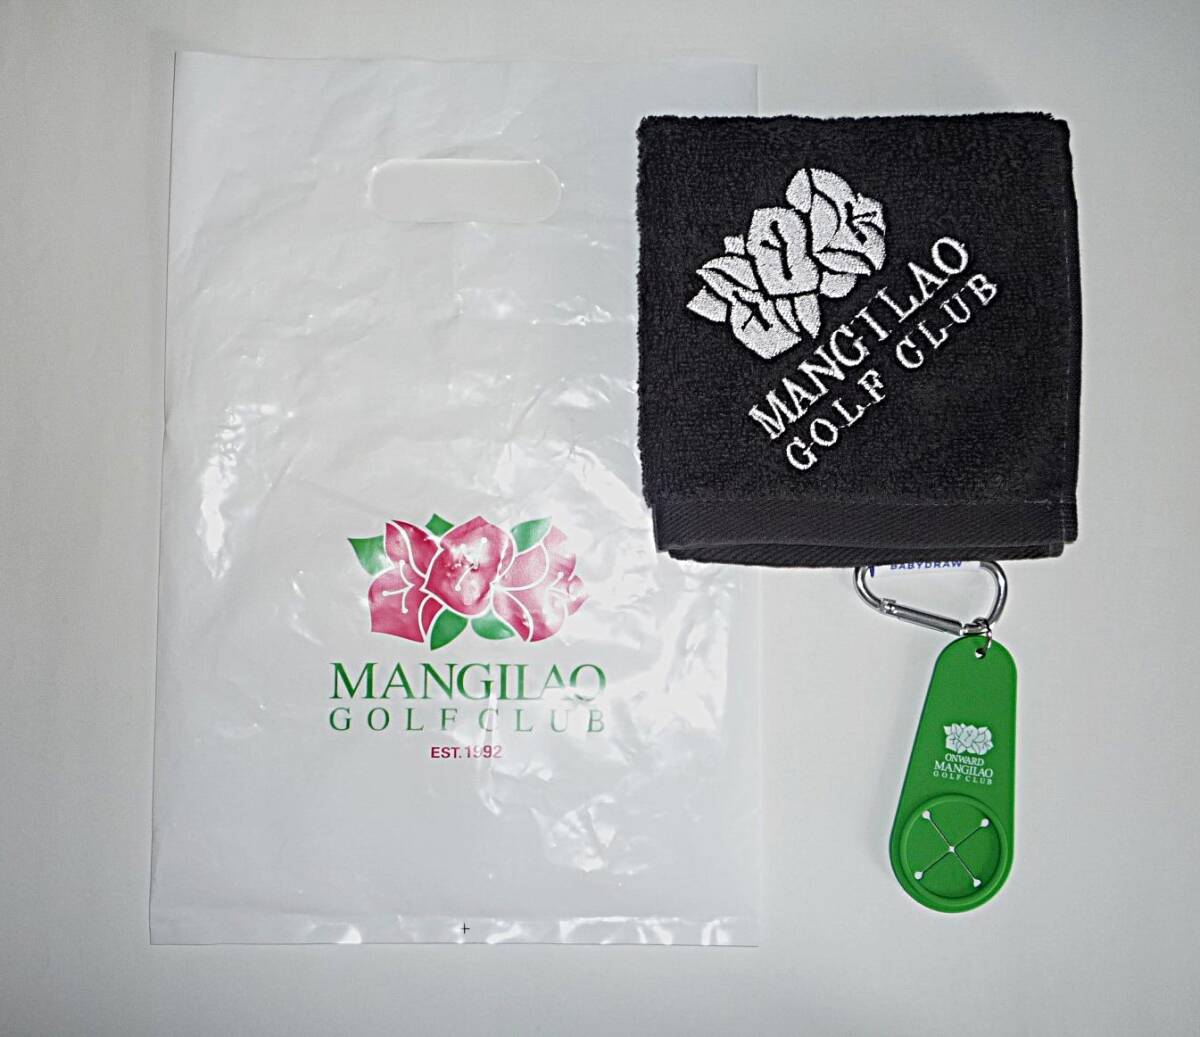 MANGILAO
GOLF CLUB
EST. 1992
MANGILAO
GOLF CLUB
BABYDRAW
ONWARD
MANGILAO
GOLF CLUB